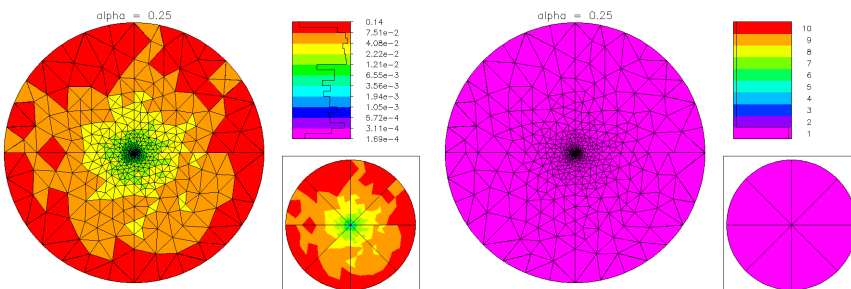 alpha = 0.25
0.14
7.51e-2
4.08e-2
2.22e-2
1.21e-2
6.55e-3
3.56e-3
1.94e-3
1.05e-3
5.72e-4
3.11e-4
1.69e-4
alpha = 0.25
10
9
8
7
6
5
4
3
2
1